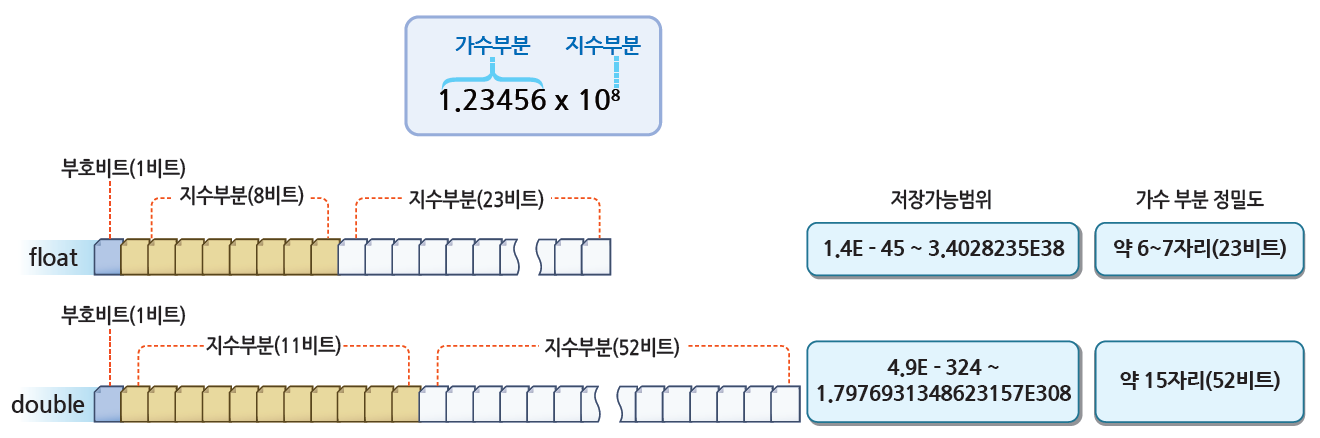 가수부분 지수부분
1.23456 x 10⁸
부호비트(1비트)
지수부분(8비트) 지수부분(23비트) 저장가능범위 가수 부분 정밀도
float 1.4E - 45 ~ 3.4028235E38 약 6~7자리(23비트)
부호비트(1비트)
지수부분(11비트) 지수부분(52비트)
double
4.9E - 324 ~
1.7976931348623157E308
약 15자리(52비트)